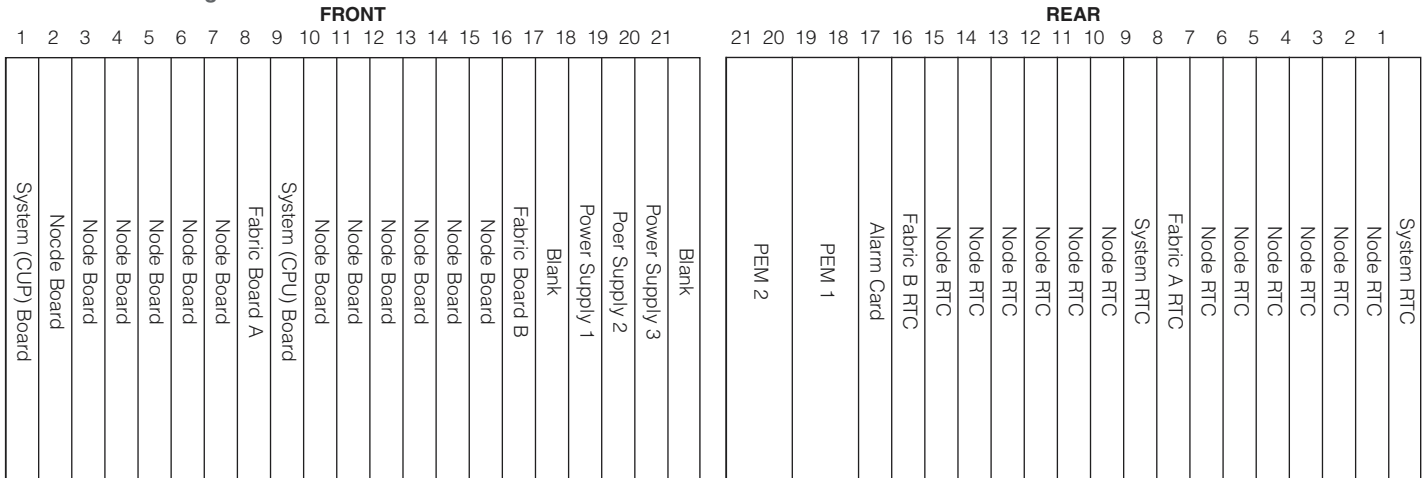 FRONT
1 2 3 4 5 6 7 8 9 10 11 12 13 14 15 16 17 18 19 20 21
System (CUP) Board
Nocde Board
Node Board
Node Board
Node Board
Node Board
Node Board
Fabric Board A
System (CPU) Board
Node Board
Node Board
Node Board
Node Board
Node Board
Node Board
Fabric Board B
Blank
Power Supply 1
Poer Supply 2
Power Supply 3
Blank
REAR
21 20 19 18 17 16 15 14 13 12 11 10 9 8 7 6 5 4 3 2 1
PEM 2
PEM 1
Alarm Card
Fabric B RTC
Node RTC
Node RTC
Node RTC
Node RTC
Node RTC
Node RTC
System RTC
Fabric A RTC
Node RTC
Node RTC
Node RTC
Node RTC
Node RTC
Node RTC
System RTC